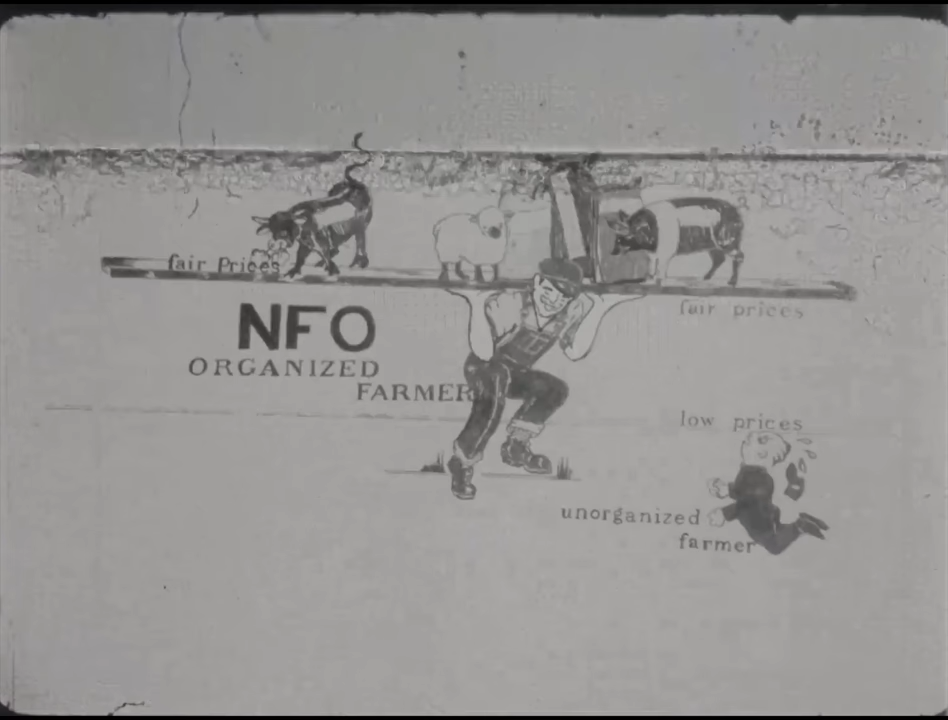 fair Prices
fair prices
NFO
ORGANIZED
FARMER
low prices
unorganized
farmer